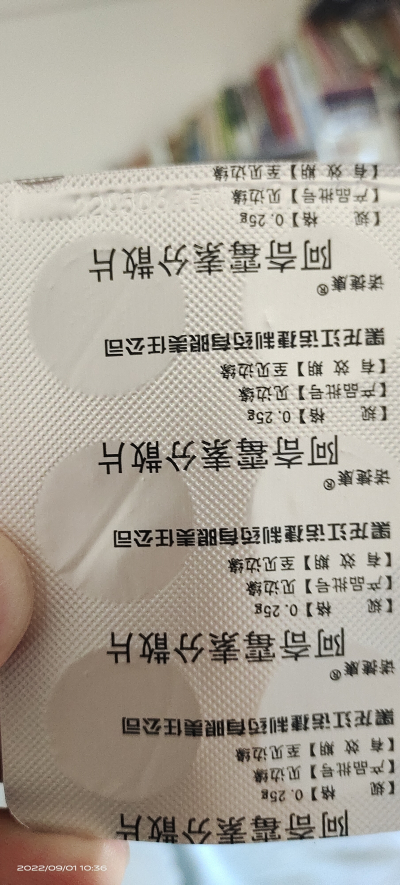 阿奇霉素分散片
【规 格】0.25g
【产品批号】见边缘
【有 效 期】至见边缘
黑龙江诺捷制药有限责任公司
诺捷康®
阿奇霉素分散片
【规 格】0.25g
【产品批号】见边缘
【有 效 期】至见边缘
黑龙江诺捷制药有限责任公司
诺捷康®
阿奇霉素分散片
【规 格】0.25g
【产品批号】见边缘
【有 效 期】至见边缘
黑龙江诺捷制药有限责任公司
诺捷康®
阿奇霉素分散片
【规 格】0.25g
【产品批号】见边缘
【有 效 期】至见边缘
2022/09/01 10:36